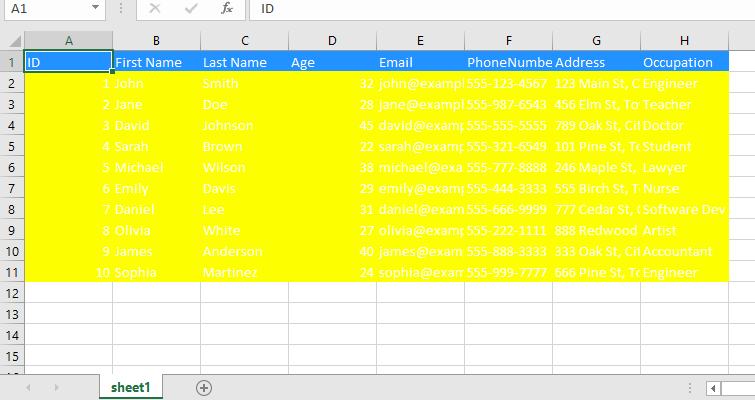 A1 fx ID
A B C D E F G H
1 ID First Name Last Name Age Email PhoneNumbe Address Occupation
2 1 John Smith 32 john@examp 555-123-4567 123 Main St, C Engineer
3 2 Jane Doe 28 jane@exampl 555-987-6543 456 Elm St, To Teacher
4 3 David Johnson 45 david@examp 555-555-5555 789 Oak St, Cit Doctor
5 4 Sarah Brown 22 sarah@examp 555-321-6549 101 Pine St, To Student
6 5 Michael Wilson 38 michael@exa 555-777-8888 246 Maple St, Lawyer
7 6 Emily Davis 29 emily@examp 555-444-3333 555 Birch St, T Nurse
8 7 Daniel Lee 31 daniel@exam 555-666-9999 777 Cedar St, Software Dev
9 8 Olivia White 27 olivia@exam 555-222-1111 888 Redwood Artist
10 9 James Anderson 40 james@exam 555-888-3333 333 Oak St, Cit Accountant
11 10 Sophia Martinez 24 sophia@exam 555-999-7777 666 Pine St, To Engineer
12
13
14
15
sheet1